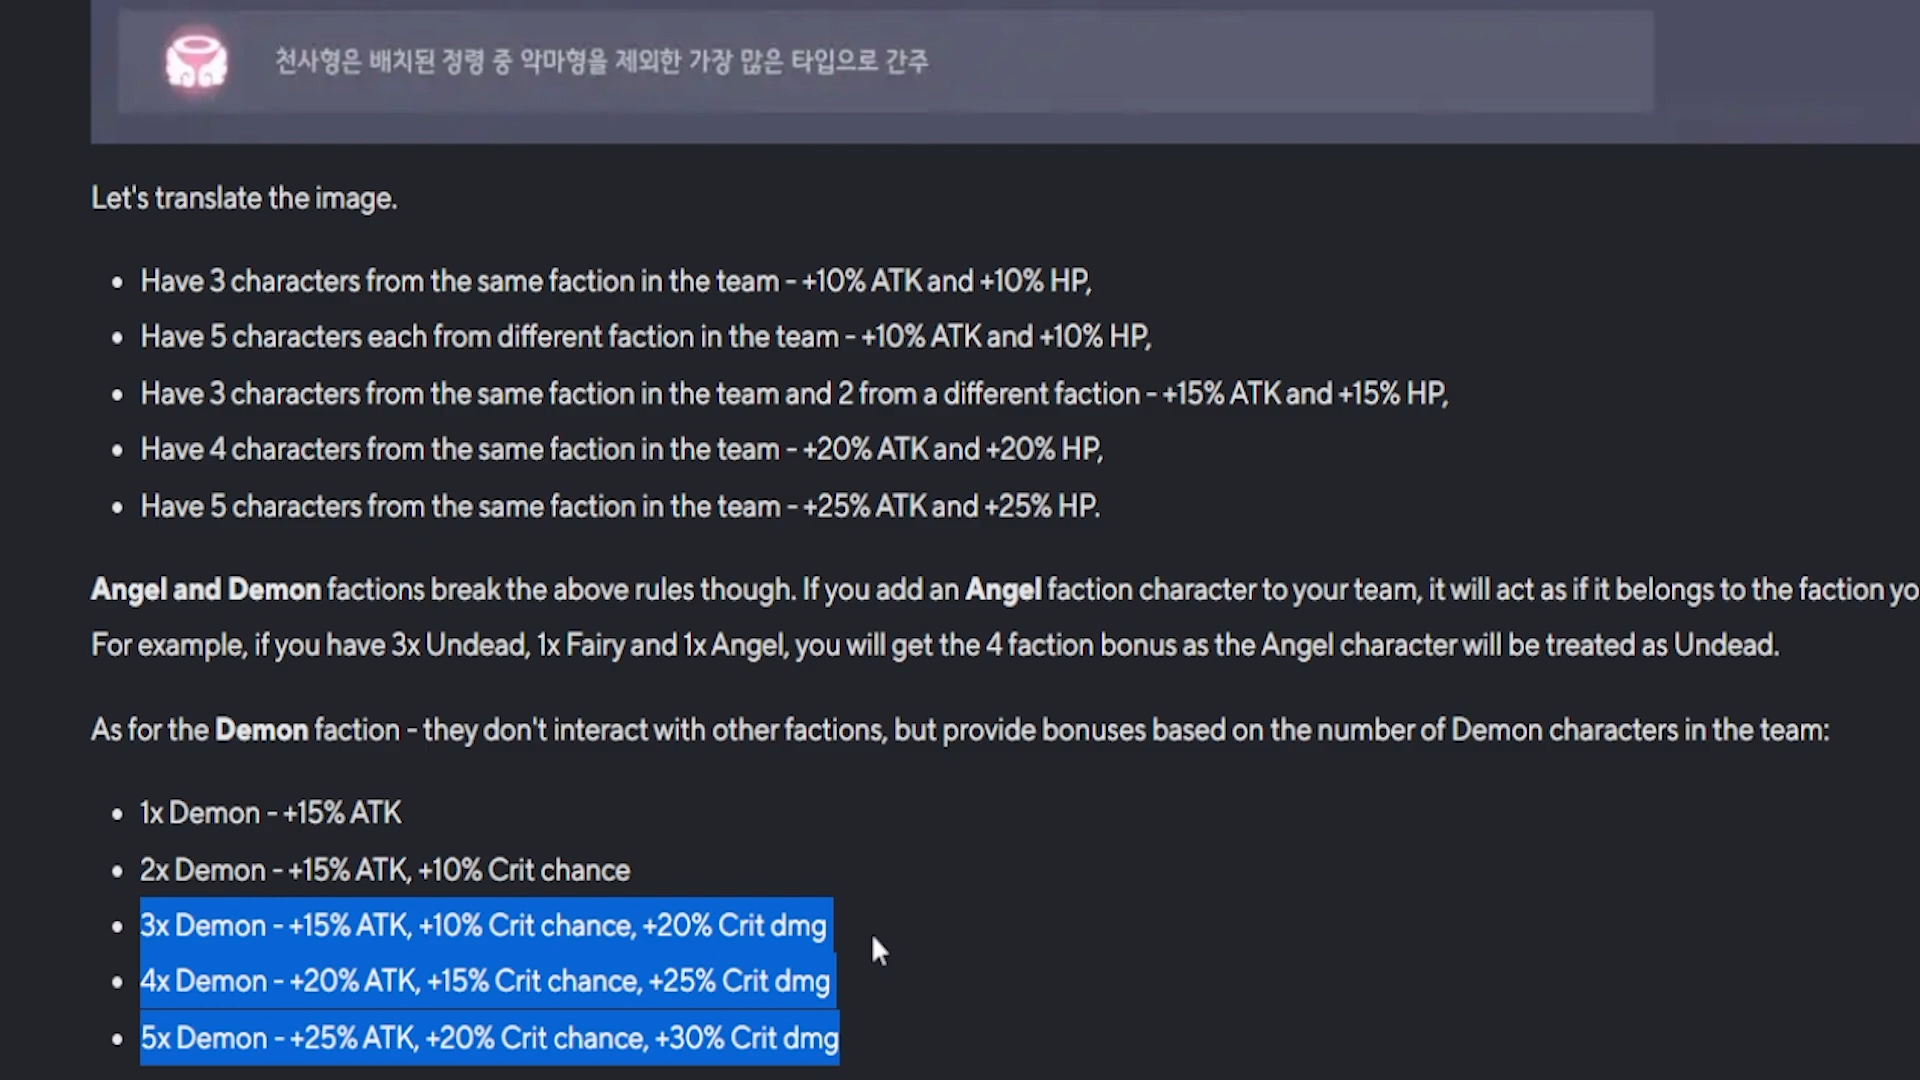 천사형은 배치된 정령 중 악마형을 제외한 가장 많은 타입으로 간주
Let's translate the image.
• Have 3 characters from the same faction in the team - +10% ATK and +10% HP,
• Have 5 characters each from different faction in the team - +10% ATK and +10% HP,
• Have 3 characters from the same faction in the team and 2 from a different faction - +15% ATK and +15% HP,
• Have 4 characters from the same faction in the team - +20% ATK and +20% HP,
• Have 5 characters from the same faction in the team - +25% ATK and +25% HP.
Angel and Demon factions break the above rules though. If you add an Angel faction character to your team, it will act as if it belongs to the faction yo
For example, if you have 3x Undead, 1x Fairy and 1x Angel, you will get the 4 faction bonus as the Angel character will be treated as Undead.
As for the Demon faction - they don't interact with other factions, but provide bonuses based on the number of Demon characters in the team:
• 1x Demon - +15% ATK
• 2x Demon - +15% ATK, +10% Crit chance
• 3x Demon - +15% ATK, +10% Crit chance, +20% Crit dmg
• 4x Demon - +20% ATK, +15% Crit chance, +25% Crit dmg
• 5x Demon - +25% ATK, +20% Crit chance, +30% Crit dmg